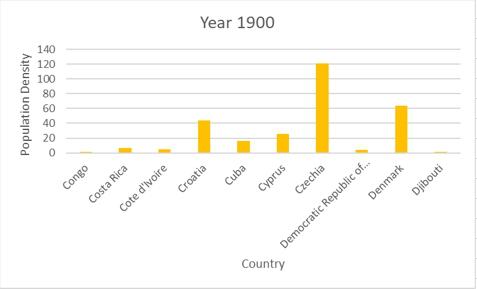 Year 1900
Population Density
140
120
100
80
60
40
20
0
Congo
Costa Rica
Cote d'Ivoire
Croatia
Cuba
Cyprus
Czechia
Democratic Republic of...
Denmark
Djibouti
Country